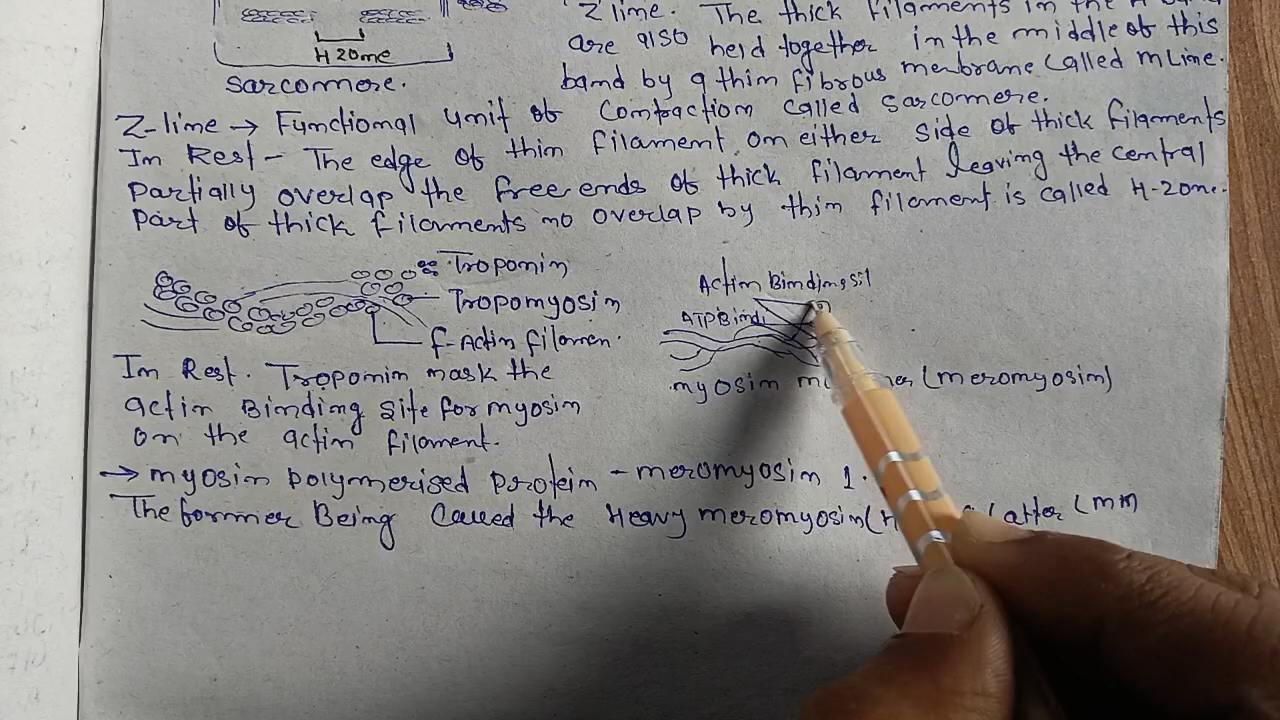 Z line. The thick filaments in the H
are also held together in the middle of this
H Zone
band by a thin fibrous menbrane called M Line.
sarcomere.
Z-line → Functional unit of contraction called sarcomere.
In Rest - The edge of thin filament on either side of thick filaments
partially overlap the free ends of thick filament leaving the central
part of thick filaments no overlap by thin filament is called H-zone.
Troponin
Tropomyosin
f-Actin filamen.
Actin Binding sit
ATP Bindi
myosin (meromyosin)
In Rest. Troponin mask the
actin Binding site for myosin
on the actin filament.
→ myosin polymerised protein - meromyosin 1.
The former Being called the Heavy meromyosin (H latter (MM